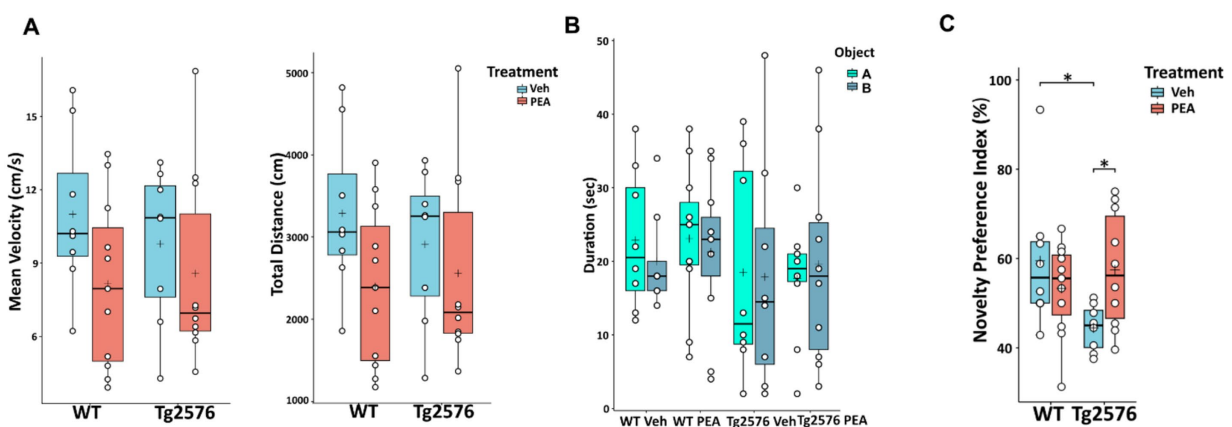 A
Mean Velocity (cm/s)
15
12
9
6
WT
Tg2576
Total Distance (cm)
5000
4000
3000
2000
1000
WT
Tg2576
Treatment
Veh
PEA
B
Duration (sec)
50
40
30
20
10
0
WT Veh
WT PEA
Tg2576 Veh
Tg2576 PEA
Object
A
B
C
Novelty Preference Index (%)
100
80
60
40
*
*
WT
Tg2576
Treatment
Veh
PEA